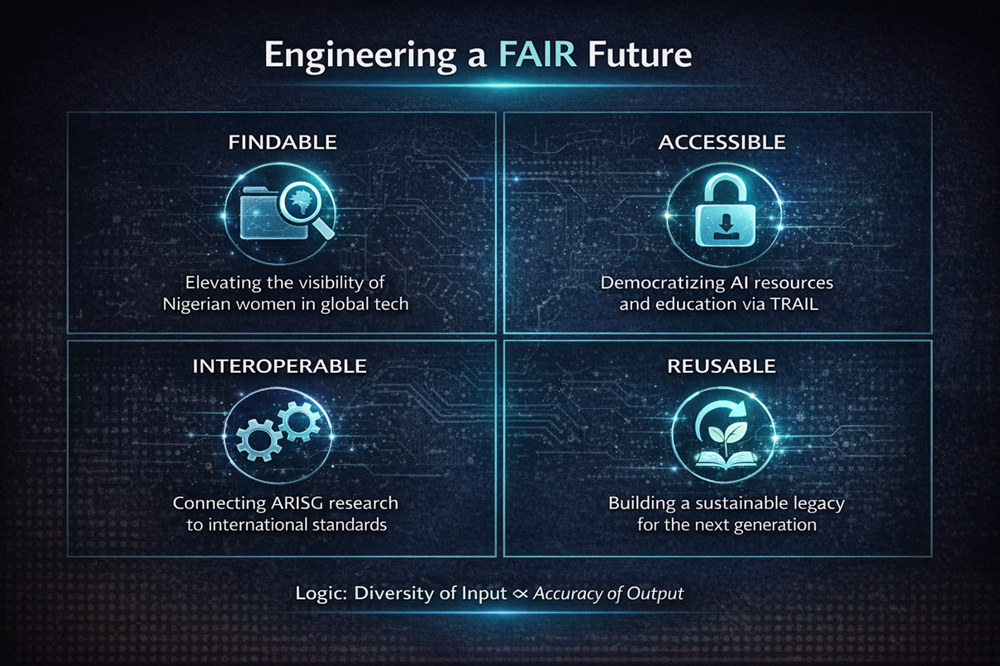 Engineering a FAIR Future
FINDABLE
Elevating the visibility of
Nigerian women in global tech
ACCESSIBLE
Democratizing AI resources
and education via TRAIL
INTEROPERABLE
Connecting ARISG research
to international standards
REUSABLE
Building a sustainable legacy
for the next generation
Logic: Diversity of Input ∝ Accuracy of Output